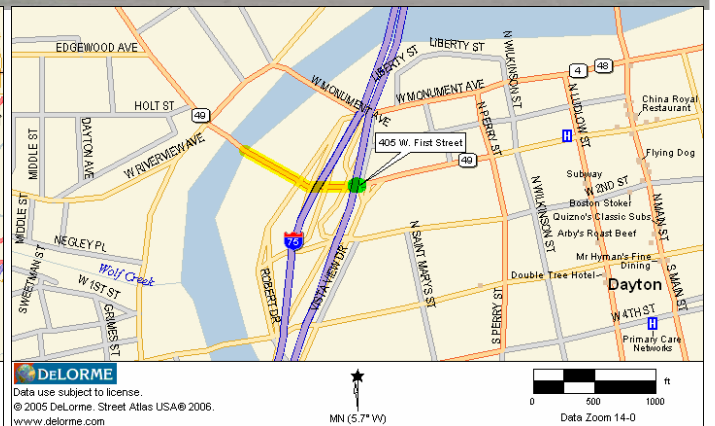 EDGEWOOD AVE
LIBERTY ST
LIBERTY ST
N WILKINSON ST
W MONUMENT AVE
W MONUMENT AVE
4
48
HOLT ST
49
N PERRY ST
N LUDLOW ST
China Royal
Restaurant
MIDDLE ST
DAYTON AVE
W RIVERVIEW AVE
405 W. First Street
H
49
Flying Dog
Subway
W 2ND ST
Boston Stoker
Quizno's Classic Subs
Arby's Roast Beef
N MAIN ST
MIDDLE ST
N WILKINSON ST
N SAINT MARYS ST
NEGLEY PL
75
Wolf Creek
VISTA VIEW DR
ROBERT DR
Mr Hyman's Fine
Dining
Double Tree Hotel
Dayton
S MAIN ST
SWEETMAN ST
W 1ST ST
GRIMES ST
S PERRY ST
W 4TH ST
H
Primary Care
Networks
DELORME
Data use subject to license.
© 2005 DeLorme. Street Atlas USA® 2006.
www.delorme.com
MN (5.7° W)
ft
0 500 1000
Data Zoom 14-0